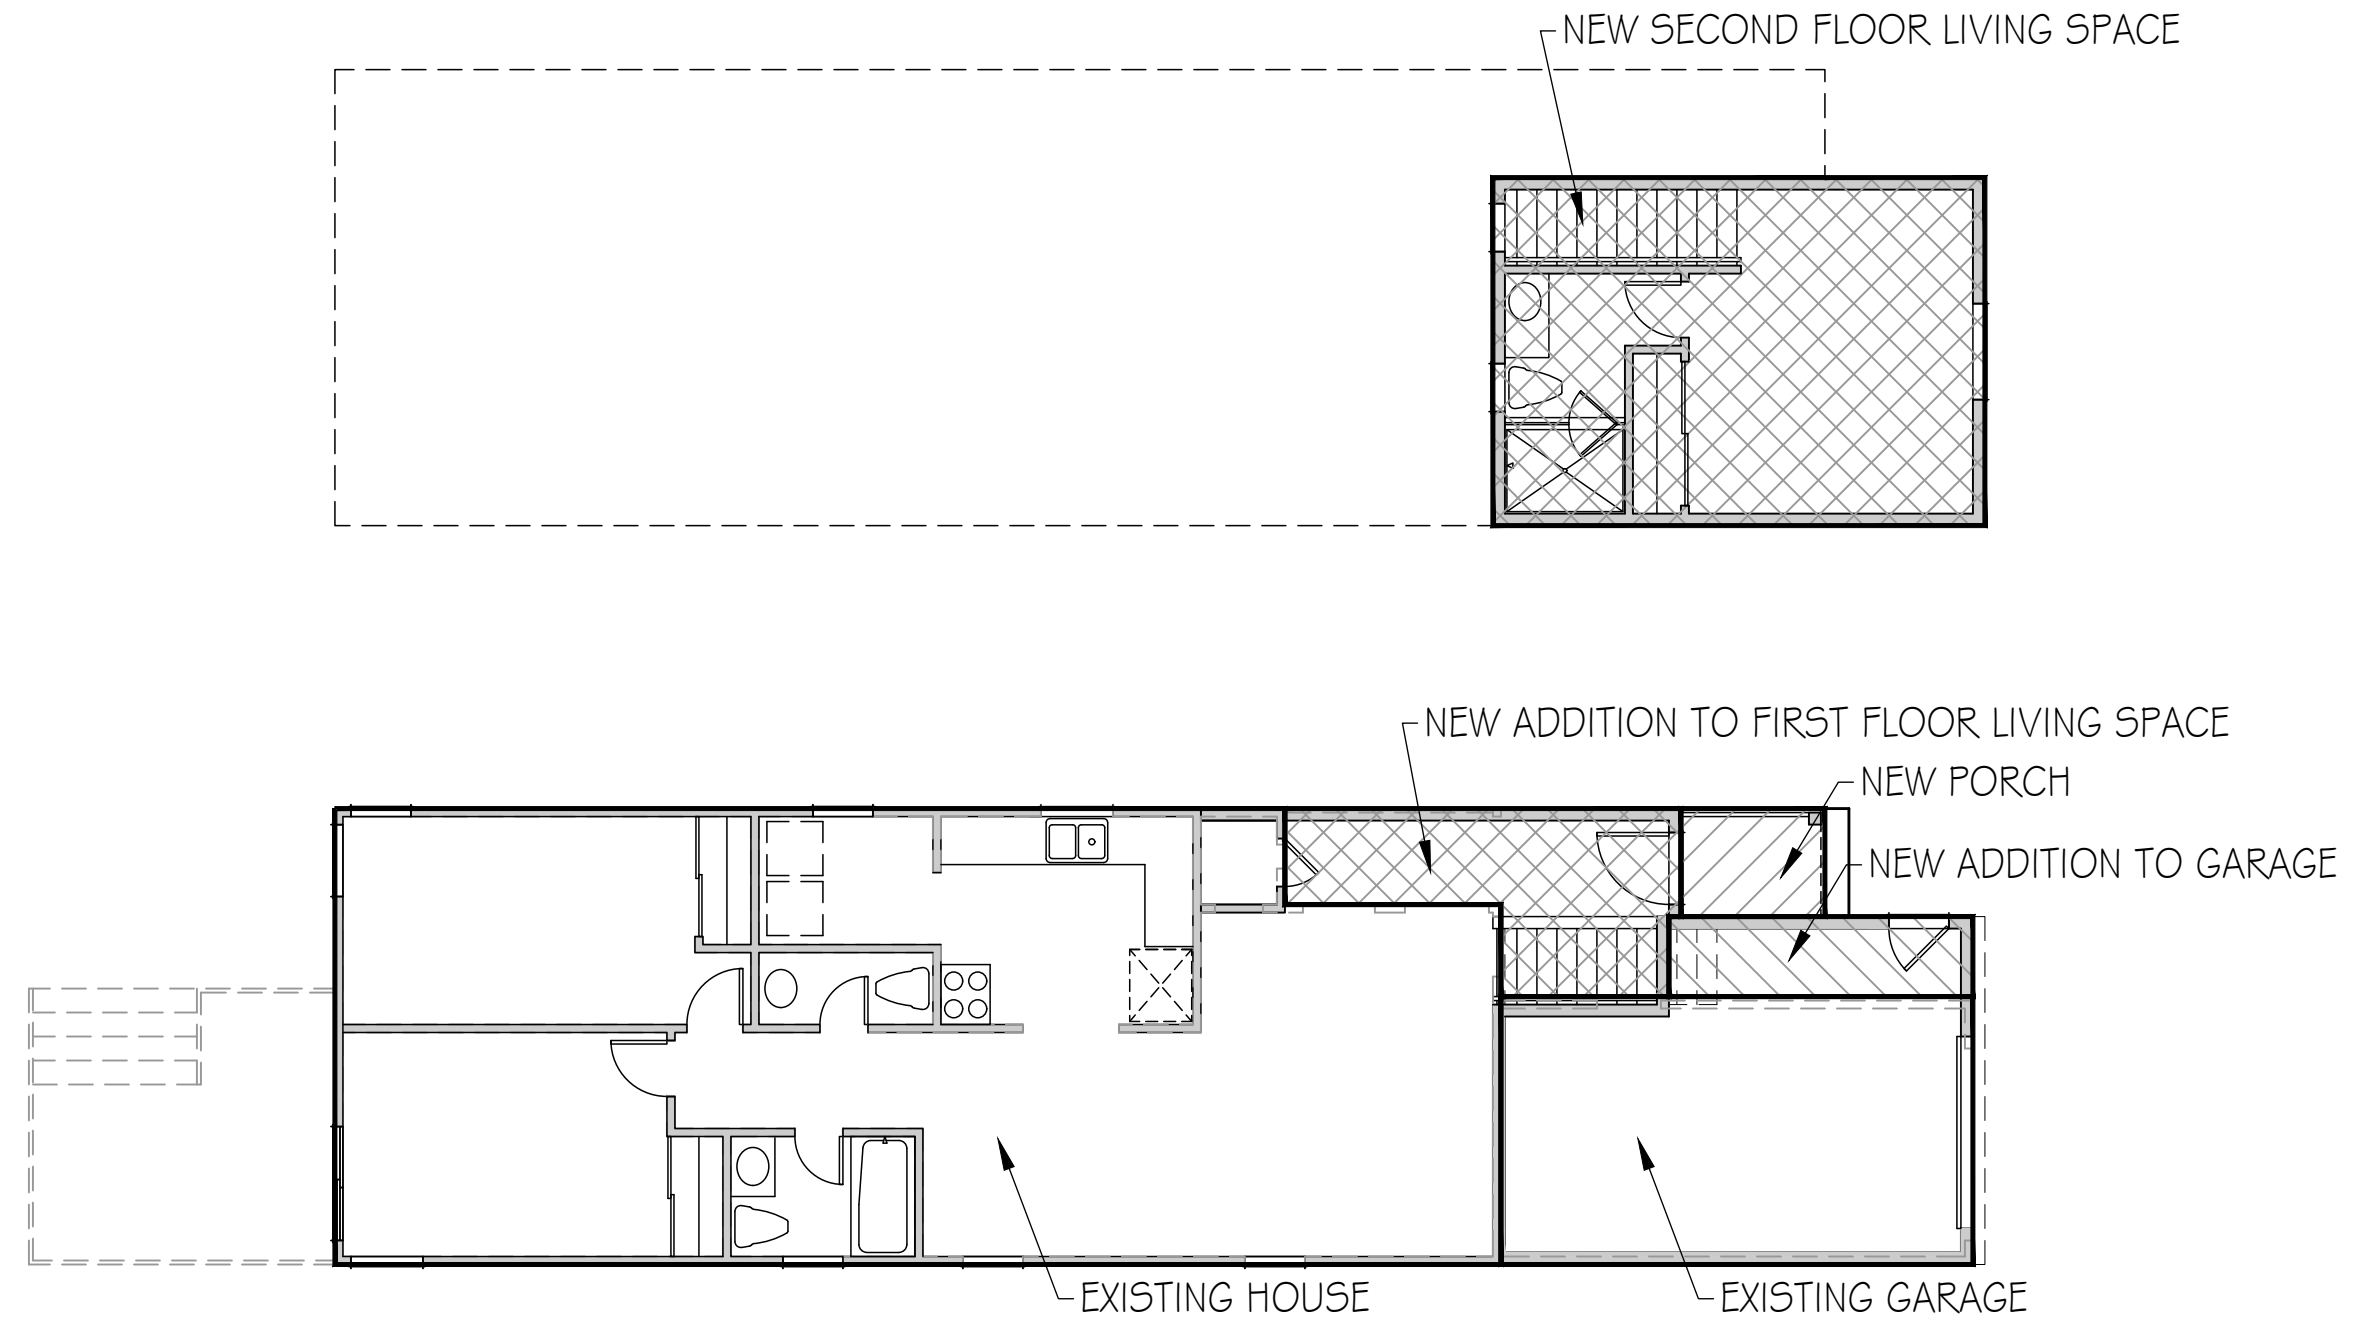 NEW SECOND FLOOR LIVING SPACE
NEW ADDITION TO FIRST FLOOR LIVING SPACE
NEW PORCH
NEW ADDITION TO GARAGE
EXISTING HOUSE
EXISTING GARAGE